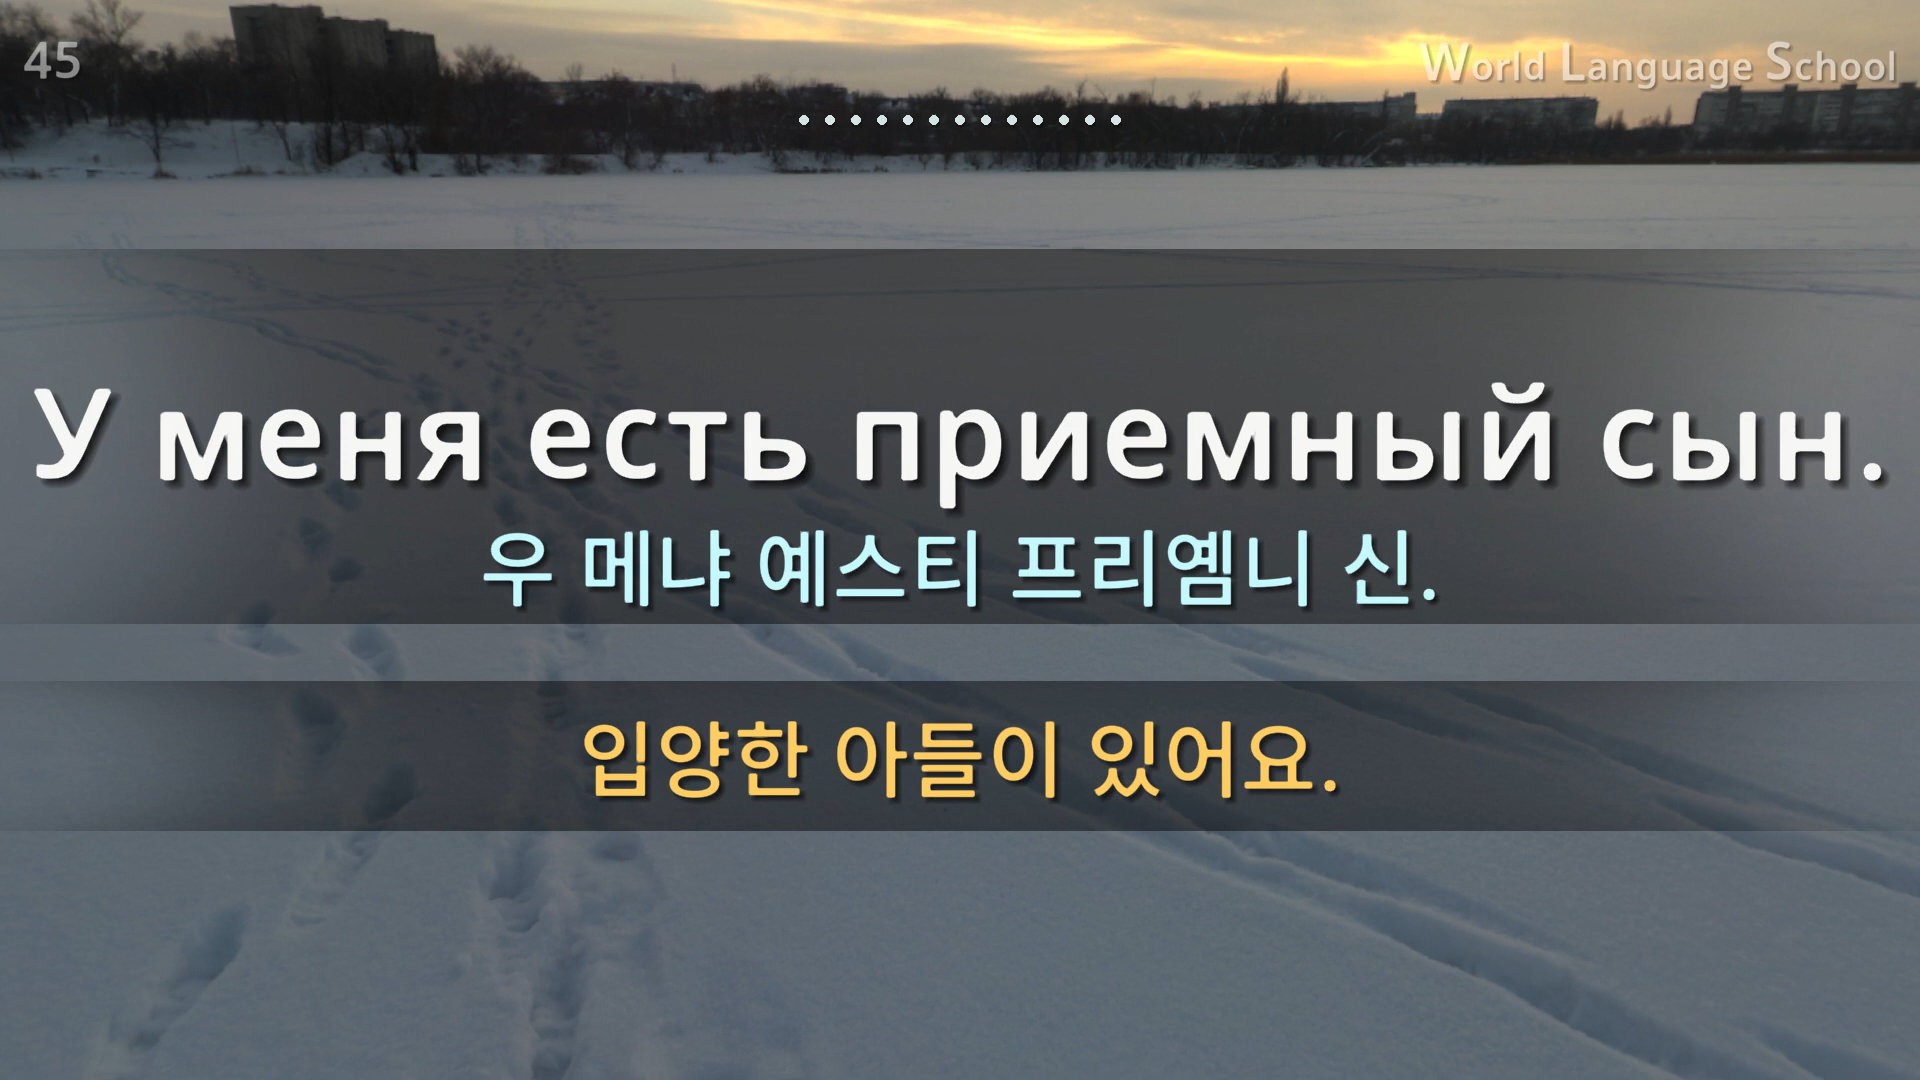 45
World Language School
У меня есть приемный сын.
우 메냐 예스티 프리옘니 신.
입양한 아들이 있어요.